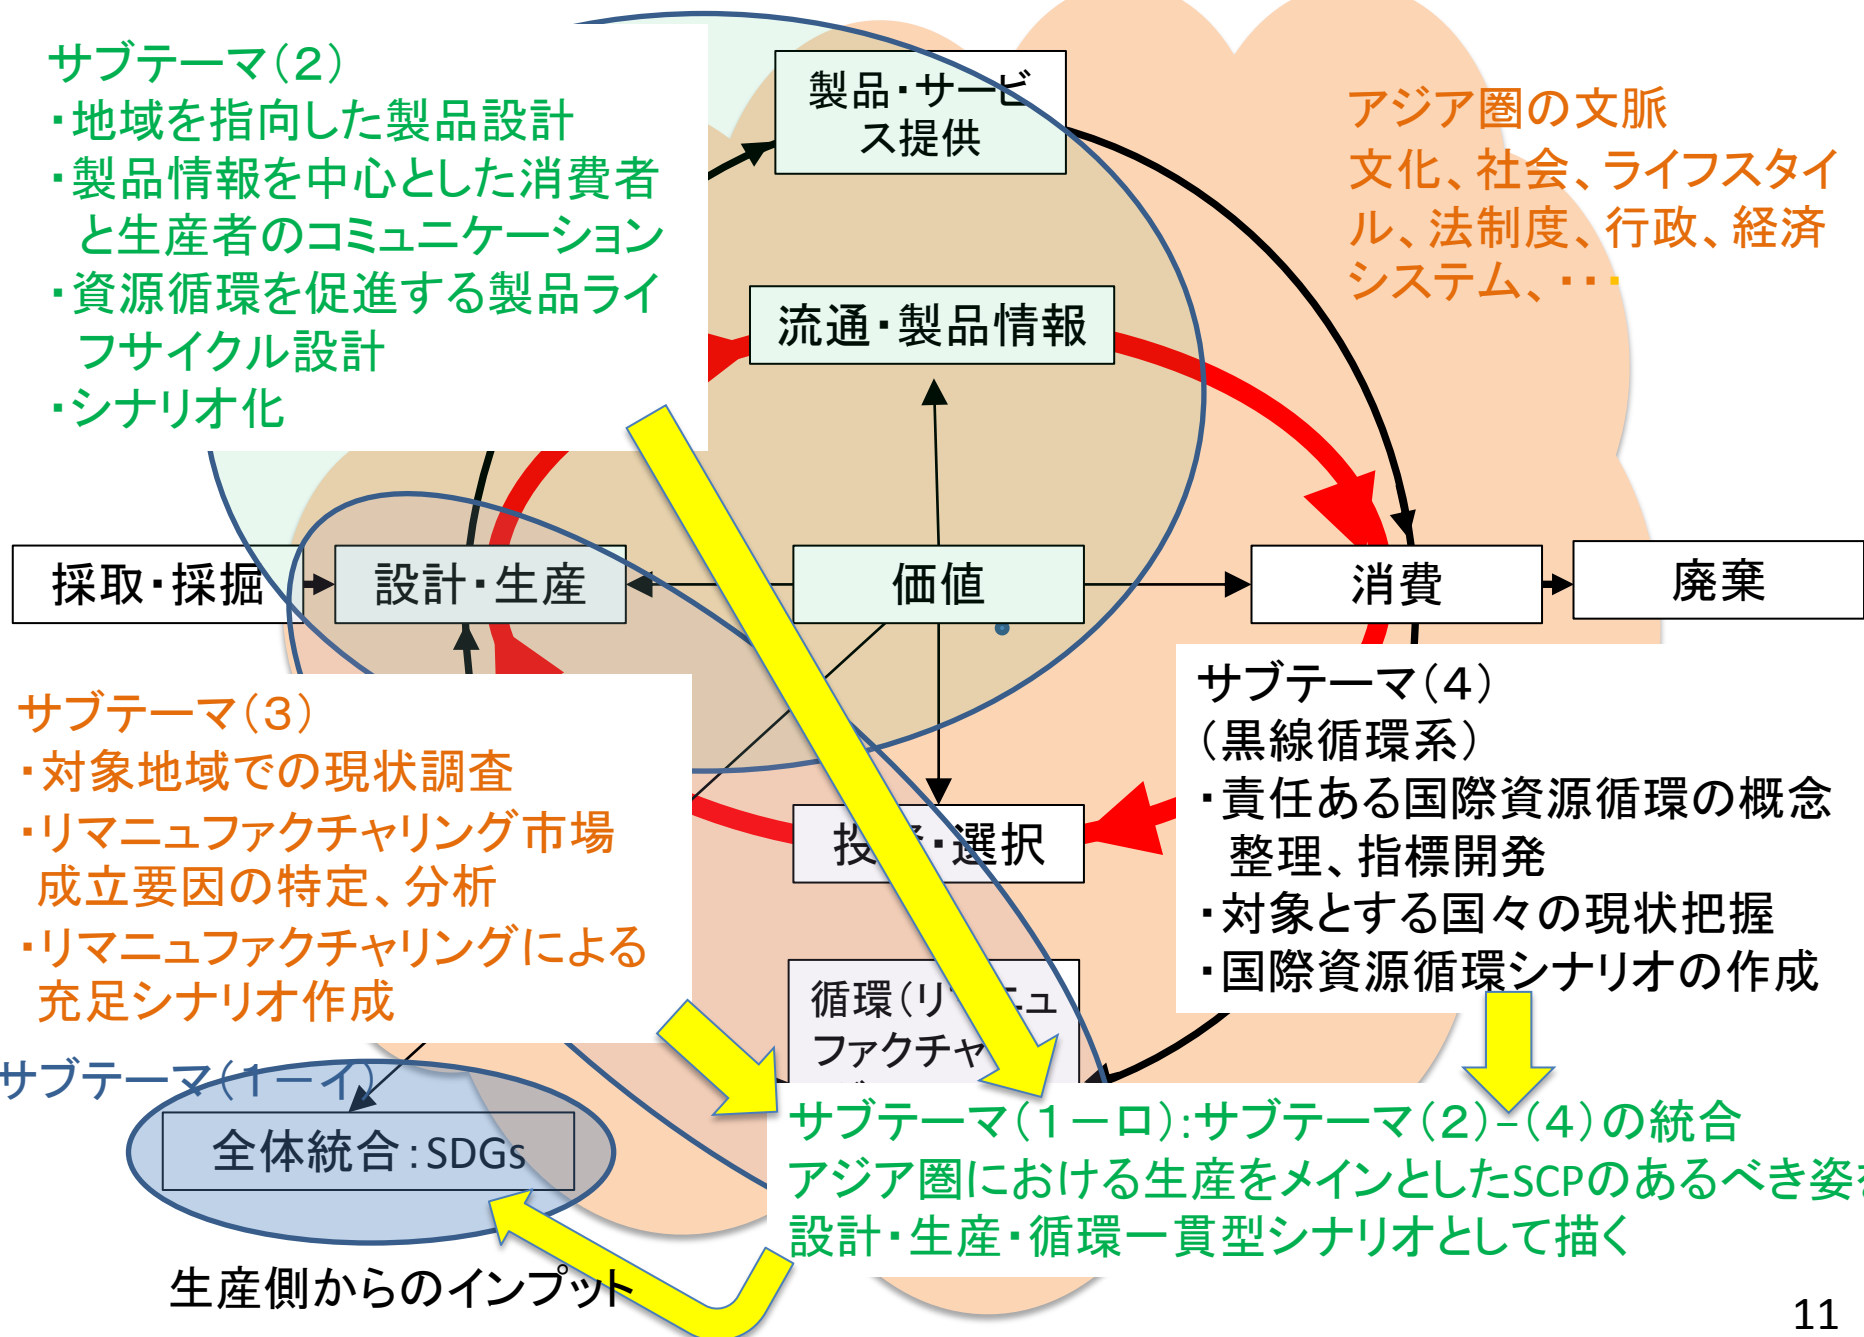 サブテーマ(2)
・地域を指向した製品設計
・製品情報を中心とした消費者
と生産者のコミュニケーション
・資源循環を促進する製品ライ
フサイクル設計
・シナリオ化
製品・サービ
ス提供
アジア圏の文脈
文化、社会、ライフスタイ
ル、法制度、行政、経済
システム、・・・
流通・製品情報
採取・採掘
設計・生産
価値
消費
廃棄
サブテーマ(3)
・対象地域での現状調査
・リマニュファクチャリング市場
成立要因の特定、分析
・リマニュファクチャリングによる
充足シナリオ作成
サブテーマ(4)
(黒線循環系)
・責任ある国際資源循環の概念
整理、指標開発
・対象とする国々の現状把握
・国際資源循環シナリオの作成
・選択
循環(リ
ュ
ファクチャ
サブテーマ(1-イ)
全体統合:SDGs
サブテーマ(1-ロ):サブテーマ(2)-(4)の統合
アジア圏における生産をメインとしたSCPのあるべき姿を
設計・生産・循環一貫型シナリオとして描く
生産側からのインプット
11